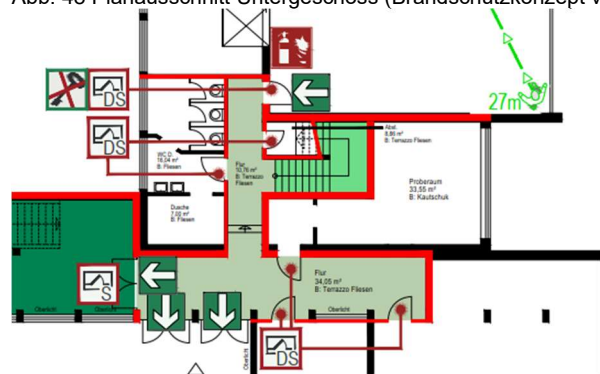 Abb. 46 Planausschnitt Untergeschoss (Brandschutzkonzept v
27m
DS
DS
WC D.
16,04 m²
B: Fliesen
Flur
10,76 m²
B: Terrazzo
Fliesen
Abst.
8,86 m²
B: Terrazzo Fliesen
Proberaum
33,55 m²
B: Kautschuk
Dusche
7,00 m²
B: Fliesen
S
Flur
34,05 m²
B: Terrazzo Fliesen
Oberlicht
Oberlicht
Oberlicht
Oberlicht
DS